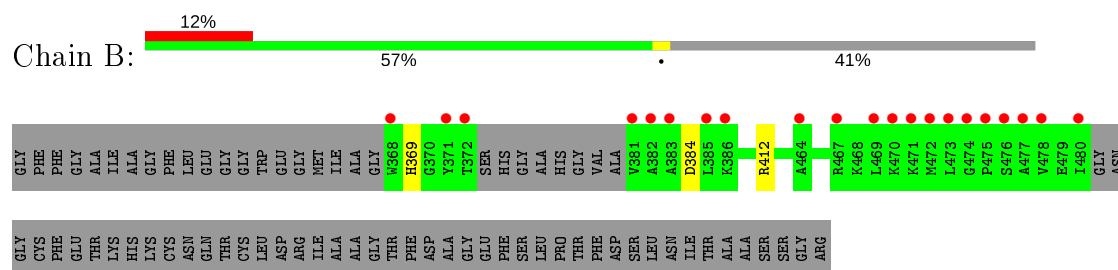 12%
Chain B:
57% • 41%
GLY PHE PHE GLY ALA ILE ALA GLY PHE LEU GLU GLY GLY TRP GLU GLY MET ILE ALA GLY W368 H369 G370 Y371 T372 SER HIS GLY ALA HIS GLY VAL ALA V381 A382 A383 D384 L385 K386 R412 A464 R467 K468 L469 K470 K471 M472 L473 G474 P475 S476 A477 V478 E479 I480 GLY ASN
GLY CYS PHE GLU THR LYS HIS LYS CYS ASN GLN THR CYS LEU ASP ARG ILE ALA ALA GLY THR PHE ASP ALA GLY GLU PHE SER LEU PRO THR PHE ASP SER LEU ASN ILE THR ALA ALA SER SER GLY ARG